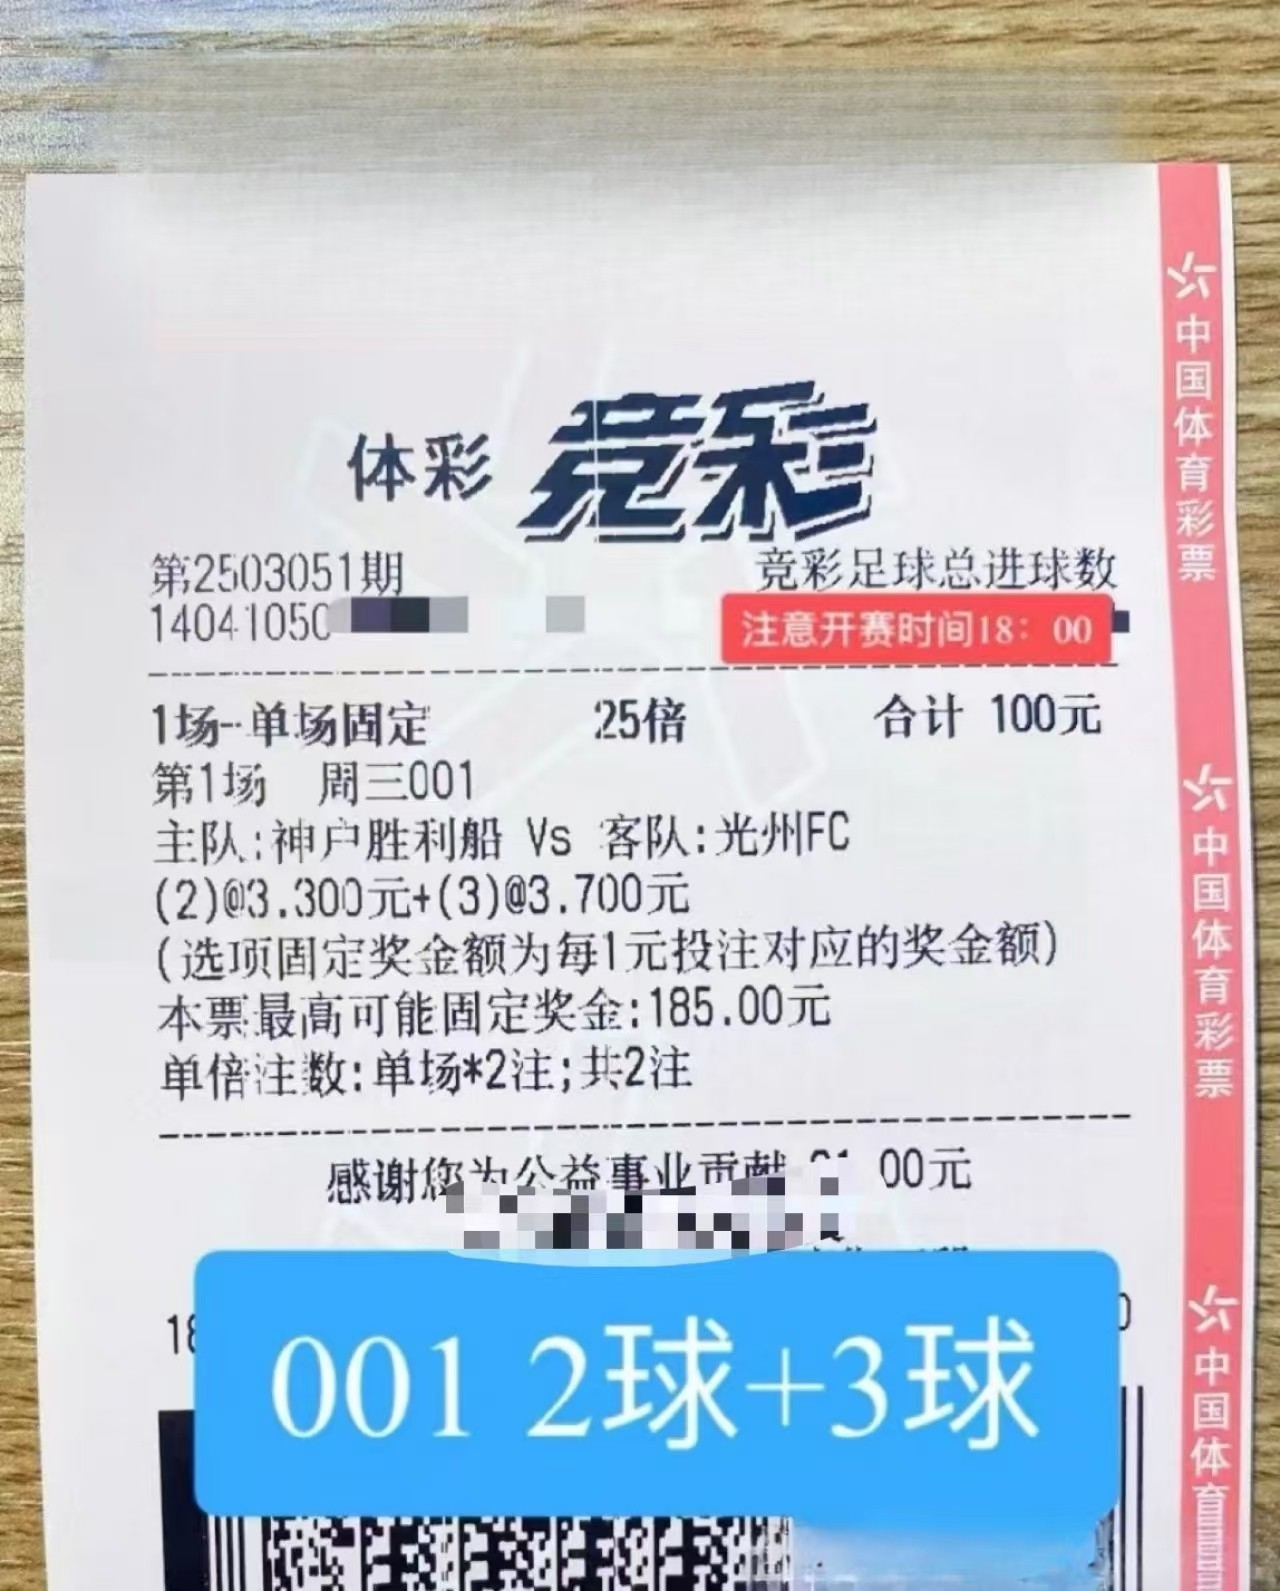 体彩 竞彩
第2503051期 竞彩足球总进球数
14041050
注意开赛时间18：00
1场-单场固定 25倍 合计 100元
第1场 周三001
主队:神户胜利船 Vs 客队:光州FC
(2)@3.300元+(3)@3.700元
(选项固定奖金额为每1元投注对应的奖金额)
本票最高可能固定奖金:185.00元
单倍注数:单场*2注;共2注
感谢您为公益事业贡献 21.00元
18
001 2球+3球
中国体育彩票
中国体育彩票
中国体育